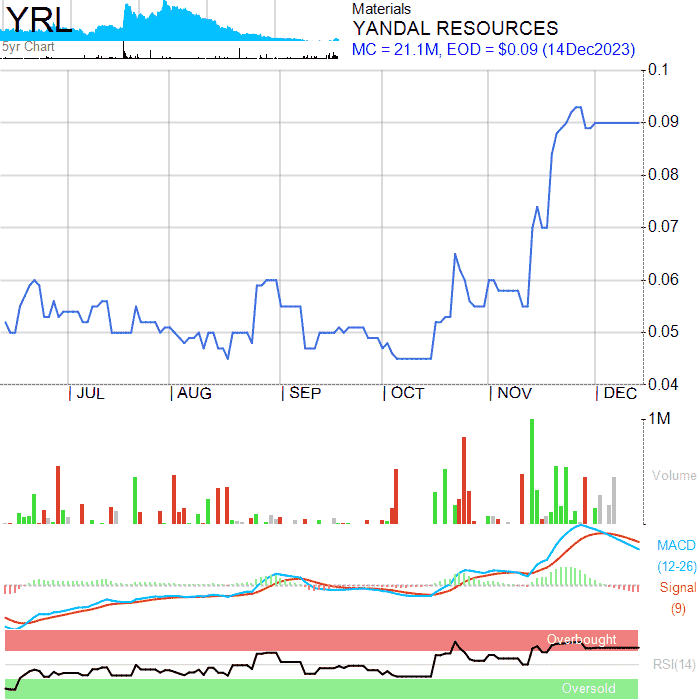 YRL
5yr Chart
Materials
YANDAL RESOURCES
MC = 21.1M, EOD = $0.09 (14Dec2023)
0.1
0.09
0.08
0.07
0.06
0.05
0.04
JUL AUG SEP OCT NOV DEC
1M
Volume
MACD
(12-26)
Signal
(9)
Overbought
RSI(14)
Oversold